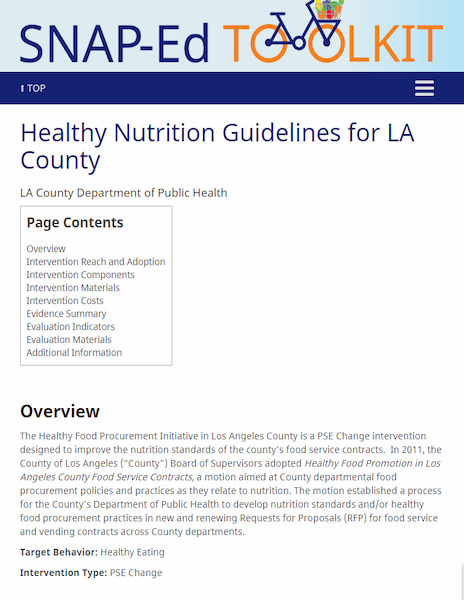 SNAP-Ed TOOLKIT
⬆ TOP
Healthy Nutrition Guidelines for LA
County
LA County Department of Public Health
Page Contents
Overview
Intervention Reach and Adoption
Intervention Components
Intervention Materials
Intervention Costs
Evidence Summary
Evaluation Indicators
Evaluation Materials
Additional Information
Overview
The Healthy Food Procurement Initiative in Los Angeles County is a PSE Change intervention
designed to improve the nutrition standards of the county's food service contracts.  In 2011, the
County of Los Angeles (“County”) Board of Supervisors adopted Healthy Food Promotion in Los
Angeles County Food Service Contracts, a motion aimed at County departmental food
procurement policies and practices as they relate to nutrition. The motion established a process
for the County's Department of Public Health to develop nutrition standards and/or healthy
food procurement practices in new and renewing Requests for Proposals (RFP) for food service
and vending contracts across County departments.
Target Behavior: Healthy Eating
Intervention Type: PSE Change